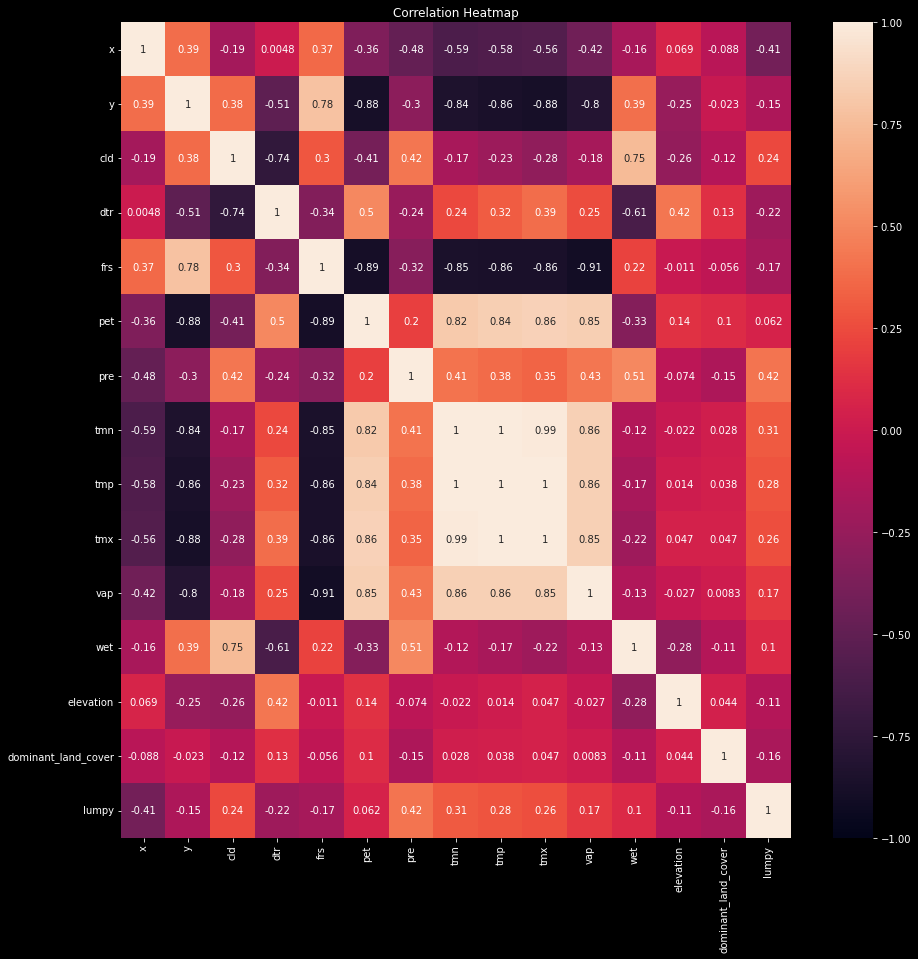 Correlation Heatmap
x 1 0.39 -0.19 0.0048 0.37 -0.36 -0.48 -0.59 -0.58 -0.56 -0.42 -0.16 0.069 -0.088 -0.41
y 0.39 1 0.38 -0.51 0.78 -0.88 -0.3 -0.84 -0.86 -0.88 -0.8 0.39 -0.25 -0.023 -0.15
cld -0.19 0.38 1 -0.74 0.3 -0.41 0.42 -0.17 -0.23 -0.28 -0.18 0.75 -0.26 -0.12 0.24
dtr 0.0048 -0.51 -0.74 1 -0.34 0.5 -0.24 0.24 0.32 0.39 0.25 -0.61 0.42 0.13 -0.22
frs 0.37 0.78 0.3 -0.34 1 -0.89 -0.32 -0.85 -0.86 -0.86 -0.91 0.22 -0.011 -0.056 -0.17
pet -0.36 -0.88 -0.41 0.5 -0.89 1 0.2 0.82 0.84 0.86 0.85 -0.33 0.14 0.1 0.062
pre -0.48 -0.3 0.42 -0.24 -0.32 0.2 1 0.41 0.38 0.35 0.43 0.51 -0.074 -0.15 0.42
tmn -0.59 -0.84 -0.17 0.24 -0.85 0.82 0.41 1 1 0.99 0.86 -0.12 -0.022 0.028 0.31
tmp -0.58 -0.86 -0.23 0.32 -0.86 0.84 0.38 1 1 1 0.86 -0.17 0.014 0.038 0.28
tmx -0.56 -0.88 -0.28 0.39 -0.86 0.86 0.35 0.99 1 1 0.85 -0.22 0.047 0.047 0.26
vap -0.42 -0.8 -0.18 0.25 -0.91 0.85 0.43 0.86 0.86 0.85 1 -0.13 -0.027 0.0083 0.17
wet -0.16 0.39 0.75 -0.61 0.22 -0.33 0.51 -0.12 -0.17 -0.22 -0.13 1 -0.28 -0.11 0.1
elevation 0.069 -0.25 -0.26 0.42 -0.011 0.14 -0.074 -0.022 0.014 0.047 -0.027 -0.28 1 0.044 -0.11
dominant_land_cover -0.088 -0.023 -0.12 0.13 -0.056 0.1 -0.15 0.028 0.038 0.047 0.0083 -0.11 0.044 1 -0.16
lumpy -0.41 -0.15 0.24 -0.22 -0.17 0.062 0.42 0.31 0.28 0.26 0.17 0.1 -0.11 -0.16 1
x y cld dtr frs pet pre tmn tmp tmx vap wet elevation dominant_land_cover lumpy
1.00
0.75
0.50
0.25
0.00
−0.25
−0.50
−0.75
−1.00